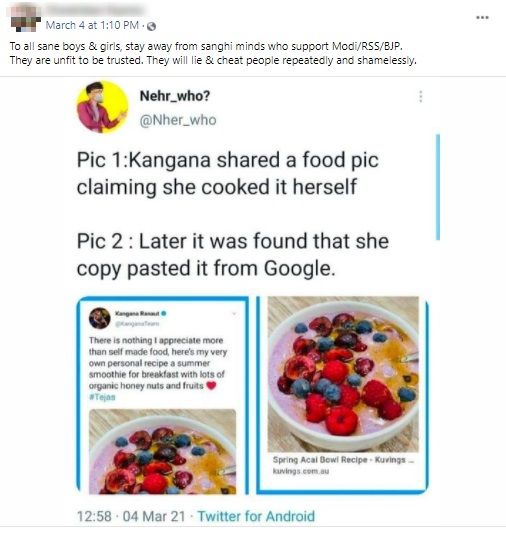 March 4 at 1:10 PM ·
To all sane boys & girls, stay away from sanghi minds who support Modi/RSS/BJP.
They are unfit to be trusted. They will lie & cheat people repeatedly and shamelessly.
Nehr_who?
@Nher_who
Pic 1:Kangana shared a food pic
claiming she cooked it herself
Pic 2 : Later it was found that she
copy pasted it from Google.
Kangana Ranaut
@KanganaTeam
There is nothing I appreciate more
than self made food, here's my very
own personal recipe a summer
smoothie for breakfast with lots of
organic honey nuts and fruits ❤
#Tejas
Spring Acai Bowl Recipe - Kuvings ...
kuvings.com.au
12:58 · 04 Mar 21 · Twitter for Android